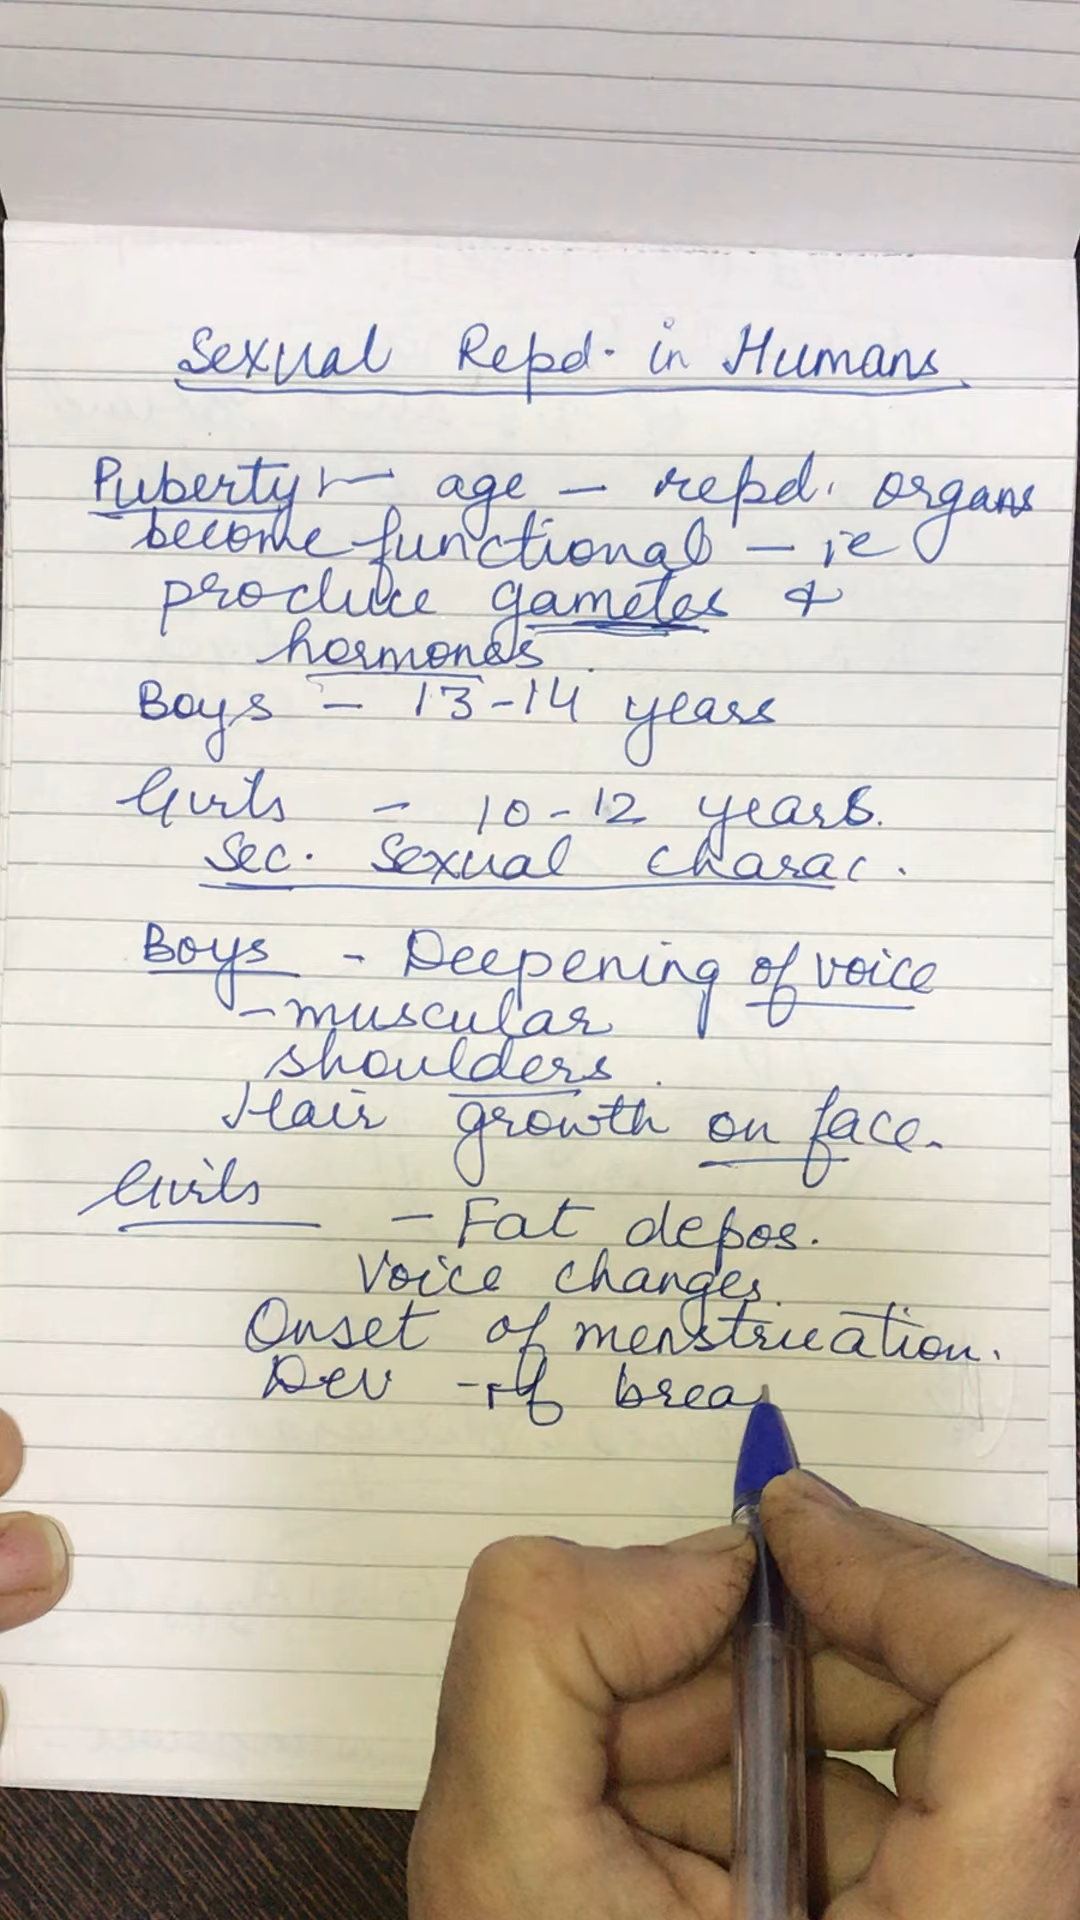 Sexual Repd. in Humans
Puberty :- age - repd. organs
become functional - ie
produce gametes &
hormones.
Boys - 13-14 years
Girls - 10-12 years.
Sec. Sexual charac.
Boys - Deepening of voice
- muscular
shoulders.
Hair growth on face.
Girls - Fat depos.
Voice changes.
Onset of menstruation.
Dev - of brea